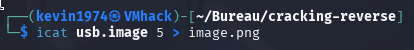 ┌──(kevin1974㉿VMhack)-[~/Bureau/cracking-reverse]
└─$ icat usb.image 5 > image.png